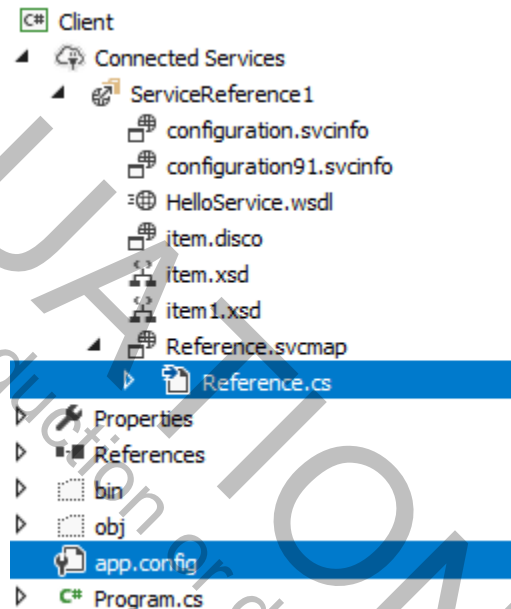 C# Client
Connected Services
ServiceReference1
configuration.svcinfo
configuration91.svcinfo
HelloService.wsdl
item.disco
item.xsd
item1.xsd
Reference.svcmap
Reference.cs
Properties
References
bin
obj
app.config
C# Program.cs